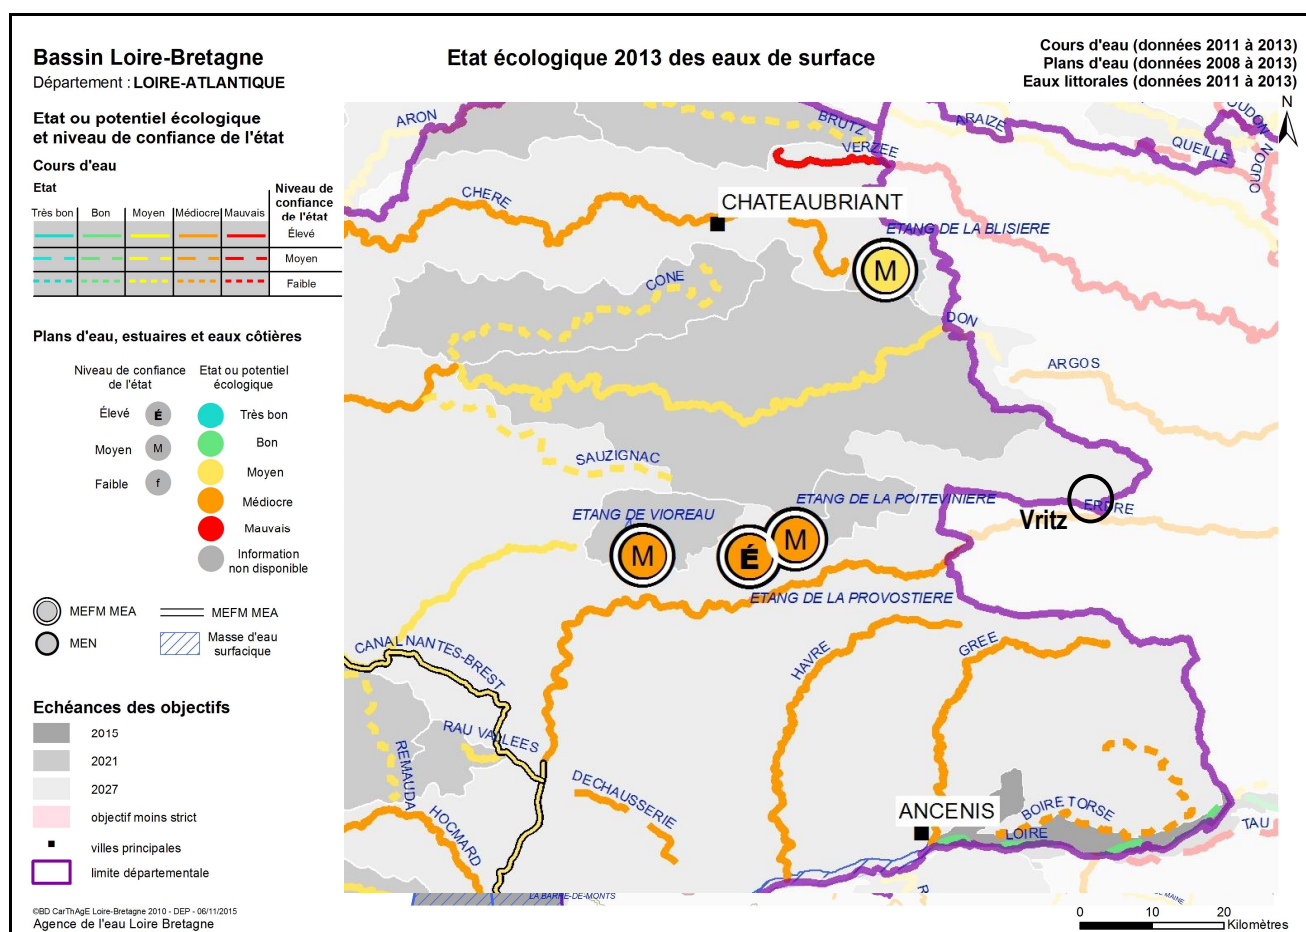 Bassin Loire-Bretagne
Département : LOIRE-ATLANTIQUE
Etat écologique 2013 des eaux de surface
Cours d'eau (données 2011 à 2013)
Plans d'eau (données 2008 à 2013)
Eaux littorales (données 2011 à 2013)
N
Etat ou potentiel écologique
et niveau de confiance de l'état
Cours d'eau
Etat
Niveau de
confiance
de l'état
Très bon
Bon
Moyen
Médiocre
Mauvais
Élevé
Moyen
Faible
Plans d'eau, estuaires et eaux côtières
Niveau de confiance
de l'état
Etat ou potentiel
écologique
Élevé
É
Très bon
Moyen
M
Bon
Faible
f
Moyen
Médiocre
Mauvais
Information
non disponible
MEFM MEA
MEFM MEA
MEN
Masse d'eau
surfacique
Echéances des objectifs
2015
2021
2027
objectif moins strict
villes principales
limite départementale
©BD CarThAgE Loire-Bretagne 2010 - DEP - 06/11/2015
Agence de l'eau Loire Bretagne
ARON
BRUTZ
VERZEE
ARAIZE
QUEILLE
OUDON
OUDON
CHERE
CHATEAUBRIANT
ETANG DE LA BLISIERE
M
CONE
DON
ARGOS
SAUZIGNAC
ETANG DE VIOREAU
ETANG DE LA POITEVINIERE
M
É
M
ETANG DE LA PROVOSTIERE
ERDRE
Vritz
CANAL NANTES-BREST
HAVRE
GREE
RAU VALLEES
REMAUDA
HOCMARD
DECHAUSSERIE
ANCENIS
BOIRE TORSE
LOIRE
TAU
LA BARRE-DE-MONTS
0 10 20
Kilomètres